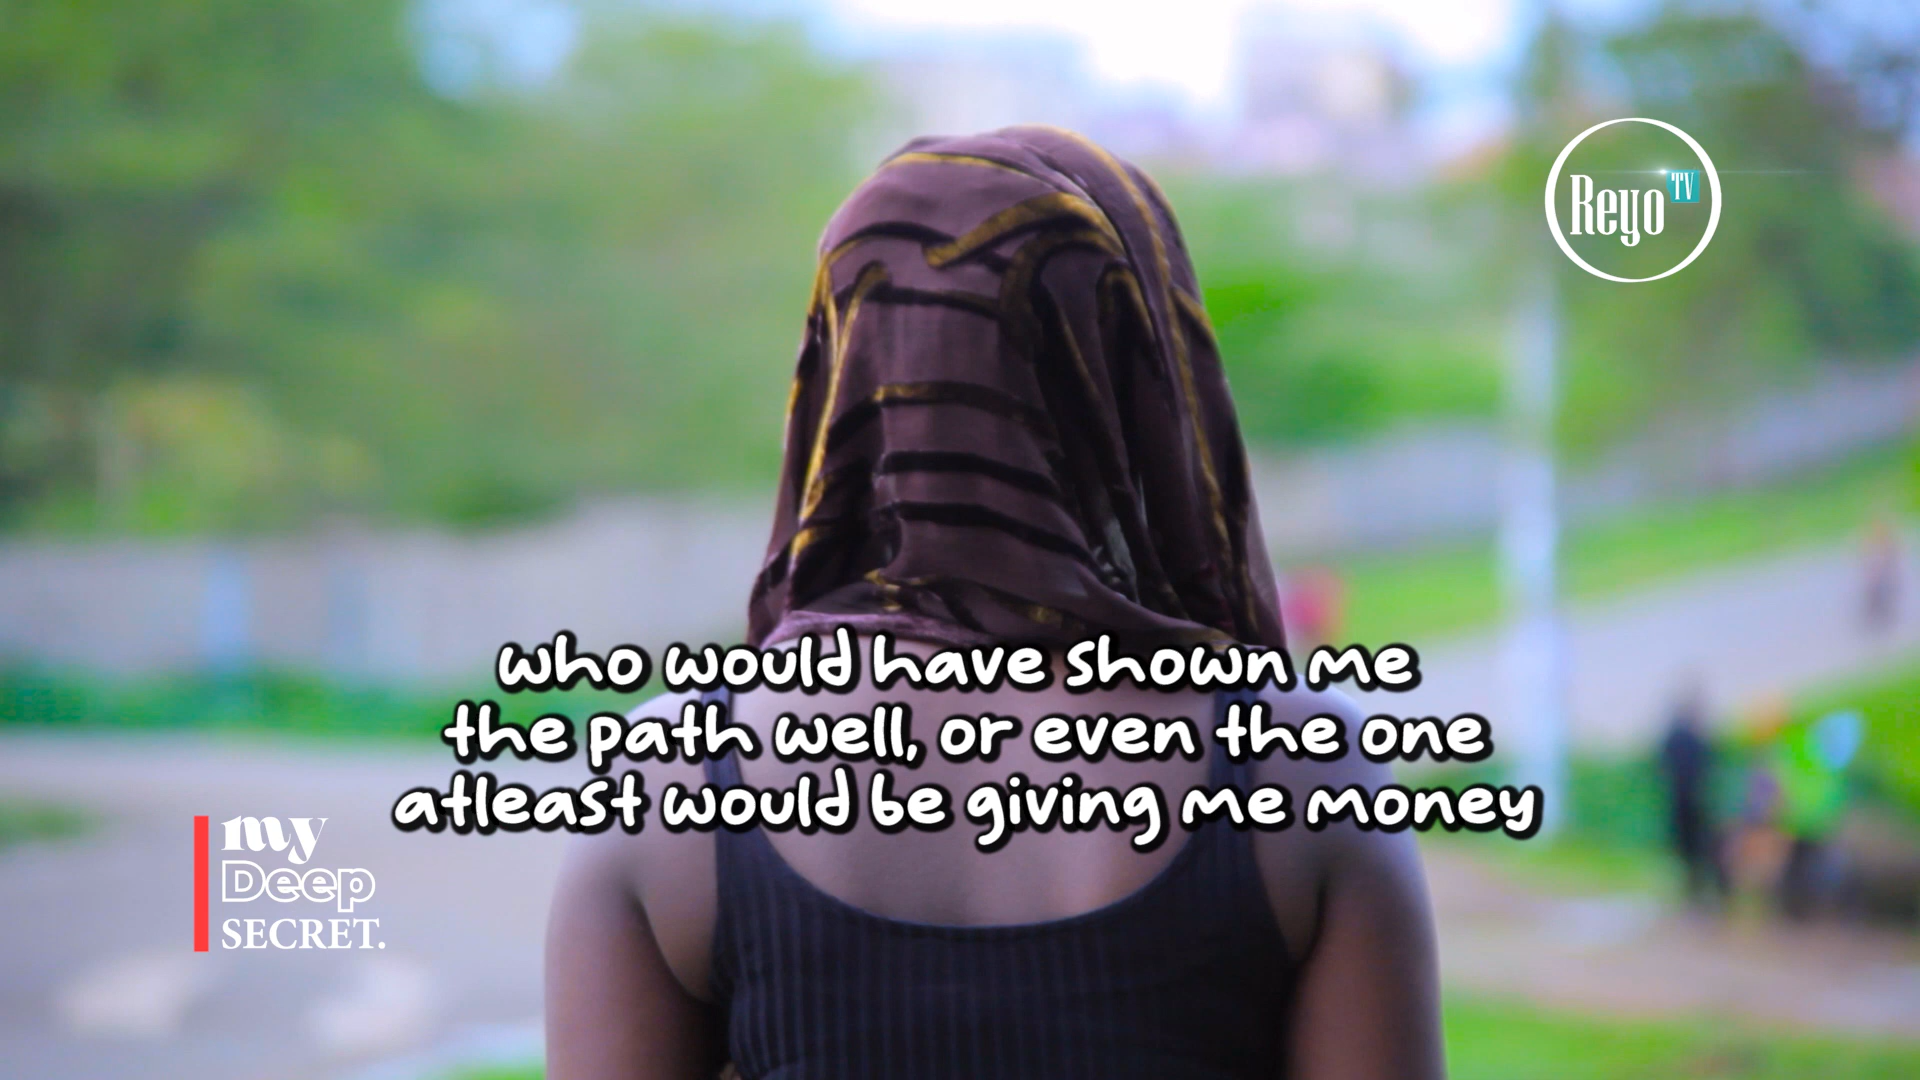 Reyo TV
who would have shown me
the path well, or even the one
atleast would be giving me money
my
Deep
SECRET.